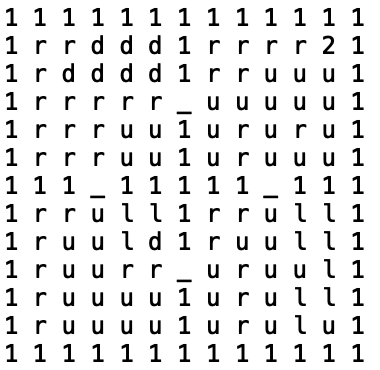 1 1 1 1 1 1 1 1 1 1 1 1 1
1 r r d d d 1 r r r r 2 1
1 r d d d d 1 r r u u u 1
1 r r r r r _ u u u u u 1
1 r r r u u 1 u r u r u 1
1 r r r u u 1 u r u u u 1
1 1 1 _ 1 1 1 1 1 _ 1 1 1
1 r r u l l 1 r r u l l 1
1 r u u l d 1 r u u l l 1
1 r u u r r _ u r u u l 1
1 r u u u u 1 u r u l l 1
1 r u u u u 1 u r u l u 1
1 1 1 1 1 1 1 1 1 1 1 1 1